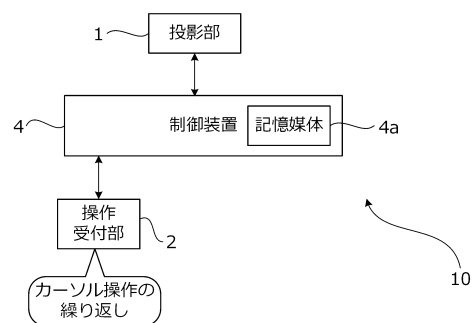 1
投影部
4
制御装置
記憶媒体
4a
操作
受付部
2
10
カーソル操作の
繰り返し